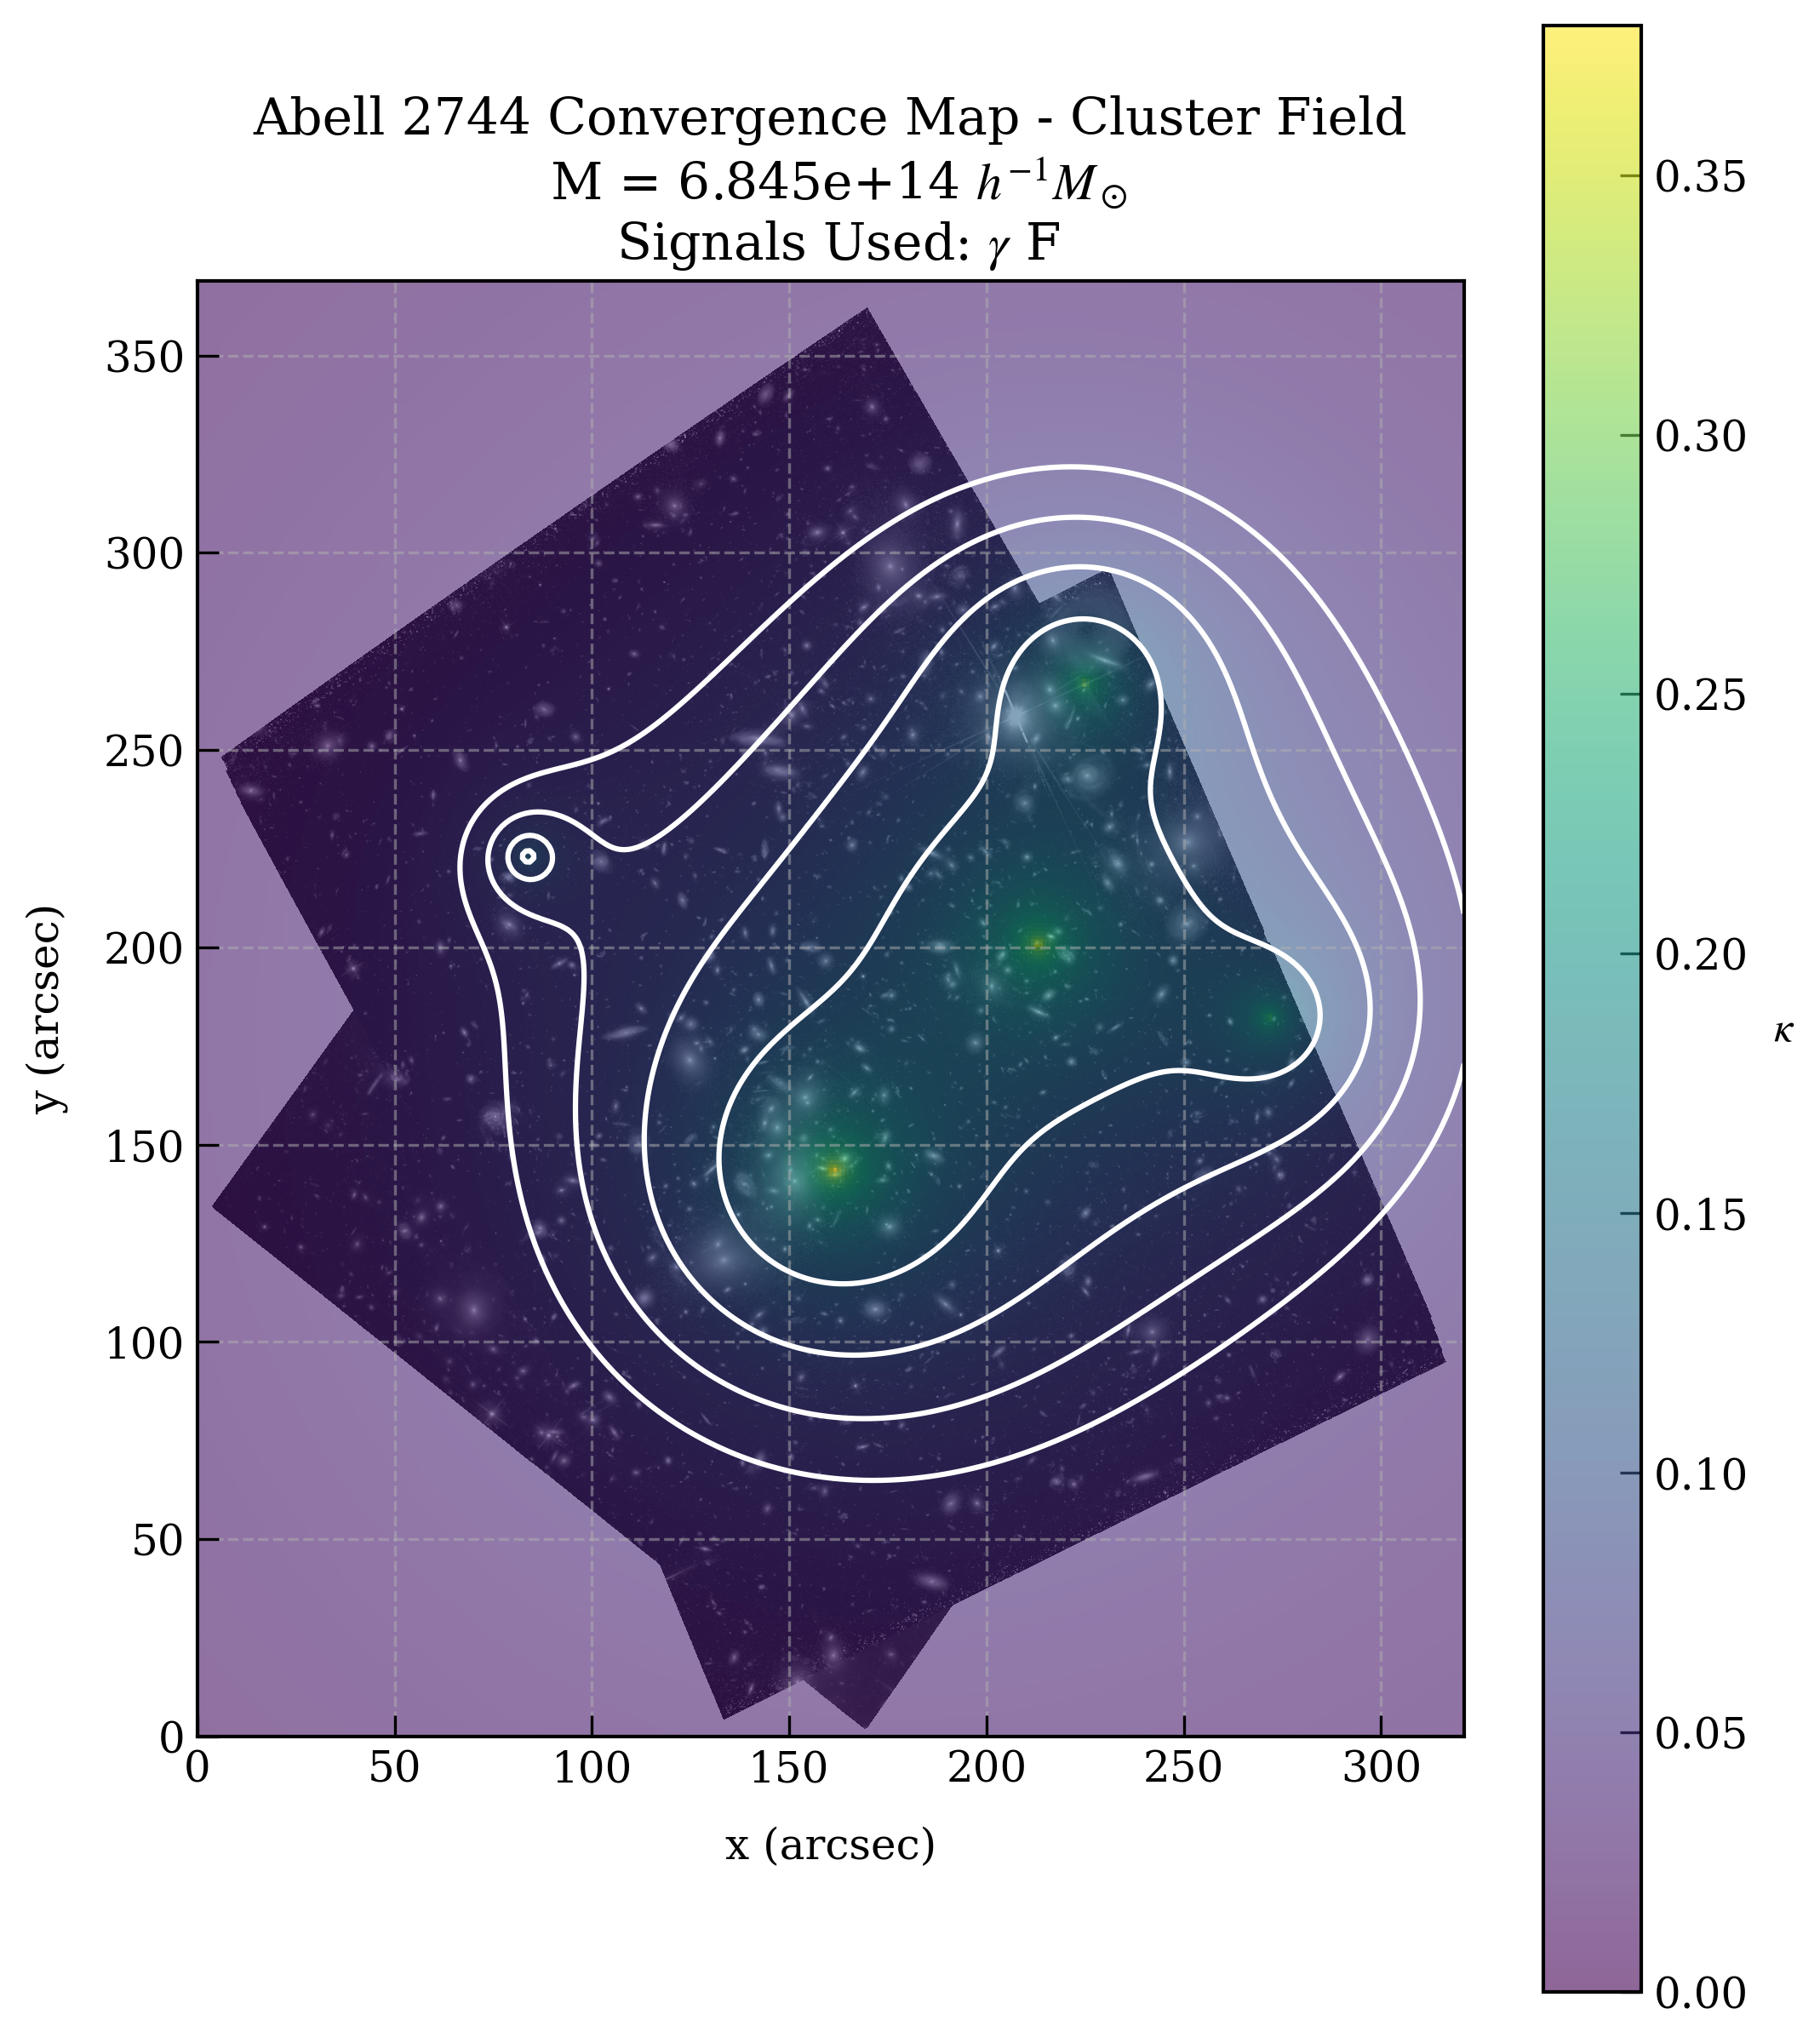 Abell 2744 Convergence Map - Cluster Field
M = 6.845e+14 h⁻¹M⊙
Signals Used: γ F
350
300
250
200
150
100
50
0
y (arcsec)
0 50 100 150 200 250 300
x (arcsec)
0.35
0.30
0.25
0.20
0.15
0.10
0.05
0.00
κ